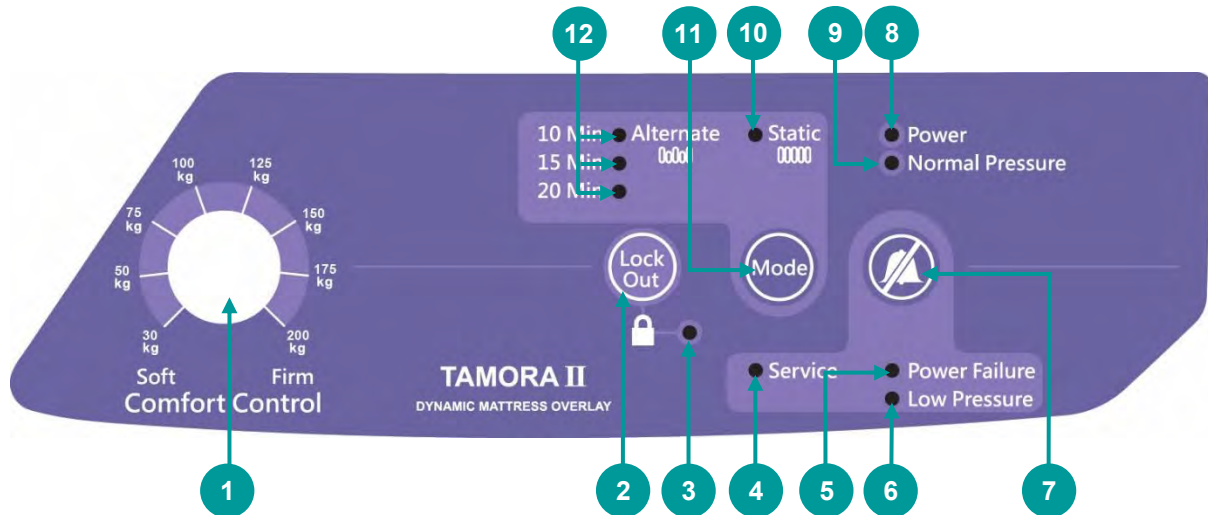 12 11 10 9 8
10 Min Alternate Static Power
15 Min Normal Pressure
20 Min
100 kg
125 kg
75 kg
150 kg
50 kg
175 kg
30 kg
200 kg
Soft Firm
Comfort Control
Lock Out
Mode
TAMORA II
DYNAMIC MATTRESS OVERLAY
Service
Power Failure
Low Pressure
1 2 3 4 5 6 7